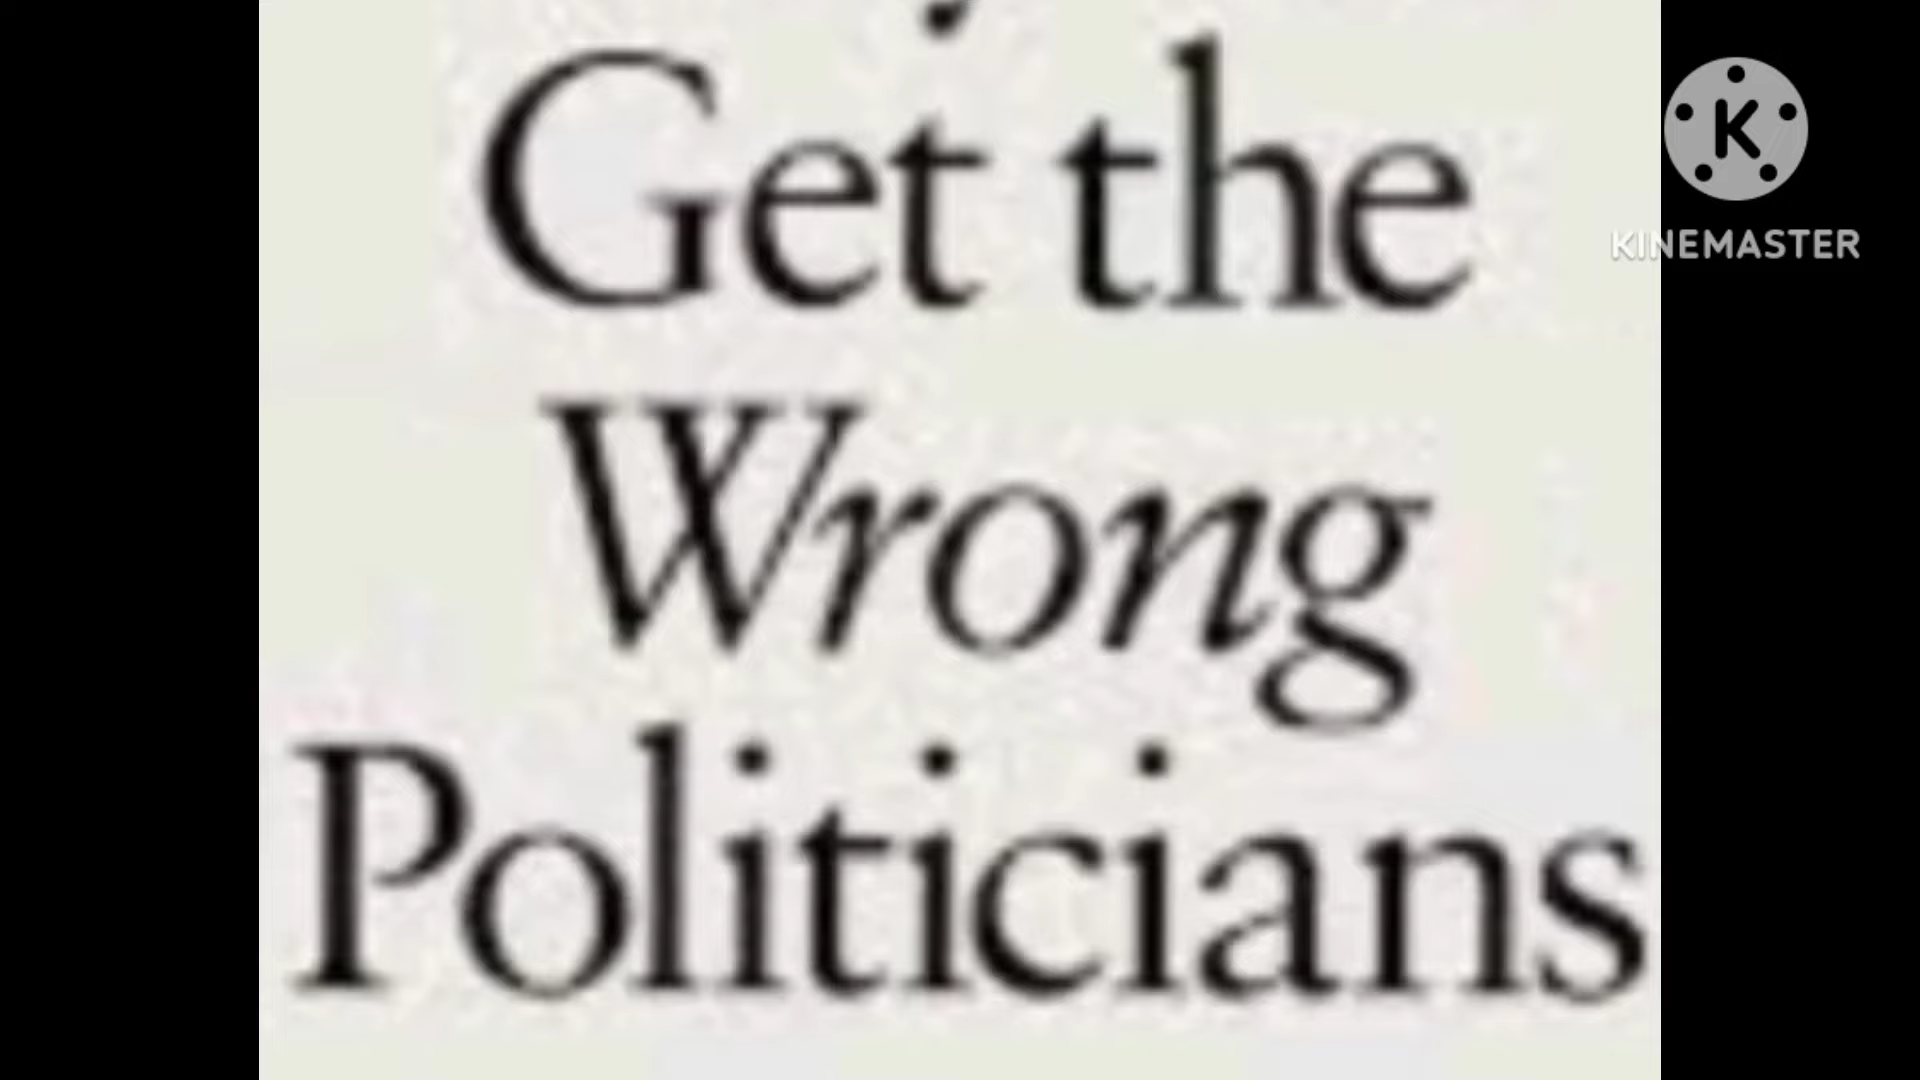 Get the
Wrong
Politicians
K
KINEMASTER